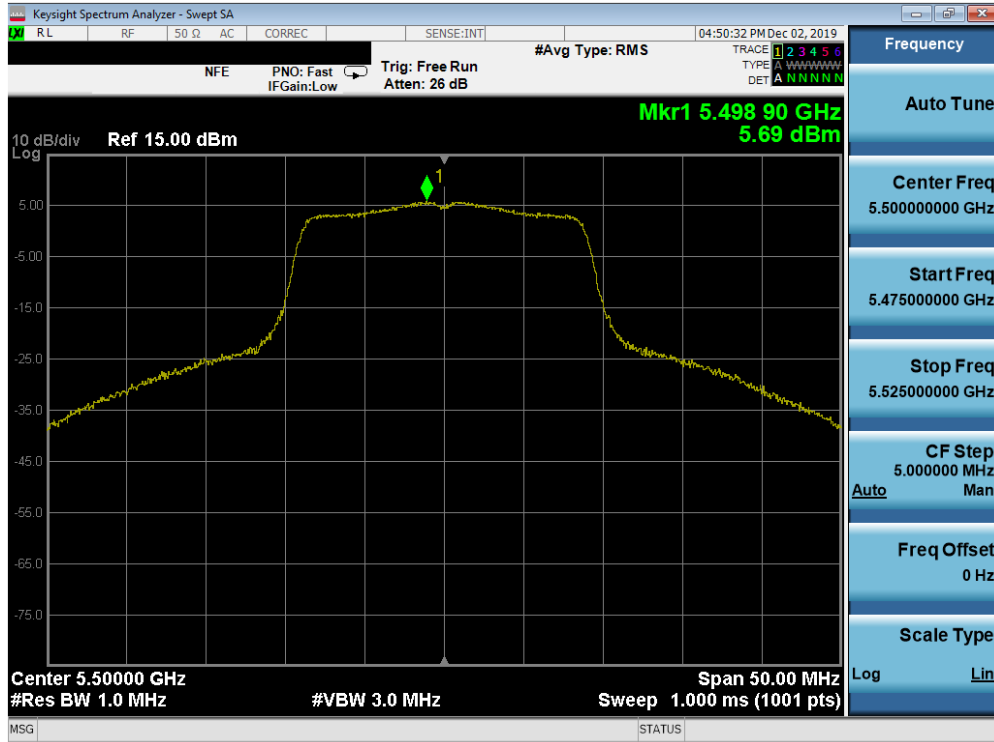 Keysight Spectrum Analyzer - Swept SA
LXI RL RF 50 Ω AC CORREC SENSE:INT 04:50:32 PM Dec 02, 2019
#Avg Type: RMS TRACE 1 2 3 4 5 6
NFE PNO: Fast Trig: Free Run TYPE A WWWWW
IFGain:Low Atten: 26 dB DET A N N N N N
Mkr1 5.498 90 GHz
5.69 dBm
10 dB/div Ref 15.00 dBm
Log
1
5.00
-5.00
-15.0
-25.0
-35.0
-45.0
-55.0
-65.0
-75.0
Center 5.50000 GHz Span 50.00 MHz
#Res BW 1.0 MHz #VBW 3.0 MHz Sweep 1.000 ms (1001 pts)
MSG STATUS
Frequency
Auto Tune
Center Freq
5.500000000 GHz
Start Freq
5.475000000 GHz
Stop Freq
5.525000000 GHz
CF Step
5.000000 MHz
Auto Man
Freq Offset
0 Hz
Scale Type
Log Lin